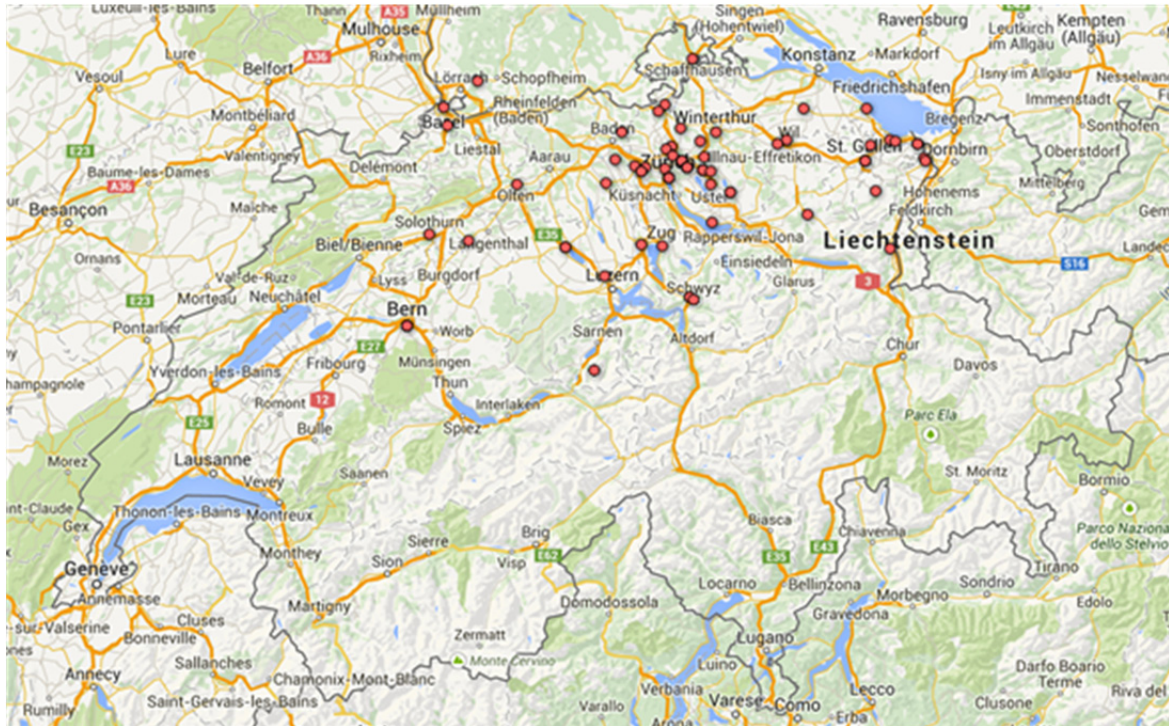 Luxeuil-les-Bains
Thann
A35
Müllheim
Singen
(Hohentwiel)
Ravensburg
Leutkirch
im Allgäu
Kempten
(Allgäu)
Mulhouse
Rixheim
Lure
A36
Belfort
Konstanz
Markdorf
Isny im Allgäu
Nesselwan
Vesoul
Lörrach
Schopfheim
Schaffhausen
Friedrichshafen
Immenstadt
Montbéliard
Rheinfelden
(Baden)
Basel
Baden
Winterthur
Wil
Bregenz
Sonthofen
E23
Valentigney
Liestal
Aarau
St. Gallen
Dornbirn
Oberstdorf
Baume-les-Dames
Delémont
Illnau-Effretikon
A36
Olten
Küsnacht
Uster
Hohenems
Mittelberg
Besançon
Maîche
Solothurn
Feldkirch
Gem
Biel/Bienne
Langenthal
E35
Zug
Rapperswil-Jona
Liechtenstein
Ornans
Einsiedeln
S16
Landec
Val-de-Ruz
Lyss
Burgdorf
Luzern
Glarus
3
E23
Morteau
Neuchâtel
Schwyz
Pontarlier
Bern
Worb
Sarnen
Altdorf
E27
Chur
Fribourg
Münsingen
Davos
hampagnole
Yverdon-les-Bains
Thun
12
Romont
Interlaken
Parc Ela
E25
Bulle
Spiez
Morez
Lausanne
Saanen
St. Moritz
Bormio
Vevey
int-Claude
Thonon-les-Bains
Montreux
Gex
Biasca
Chiavenna
Parco Naziona
dello Stelvio
Monthey
Sierre
Brig
E62
E35
E43
Genève
Sion
Visp
Tirano
Annemasse
Locarno
Bellinzona
Sondrio
Martigny
Domodossola
Morbegno
Edolo
-sur-Valserine
Cluses
Gravedona
Bonneville
Zermatt
Lugano
Sallanches
Monte Cervino
Luino
Darfo Boario
Terme
Annecy
Chamonix-Mont-Blanc
Verbania
Lecco
Riva del
Rumilly
Saint-Gervais-les-Bains
Varallo
Varese
Como
Clusone
Arona
Erba